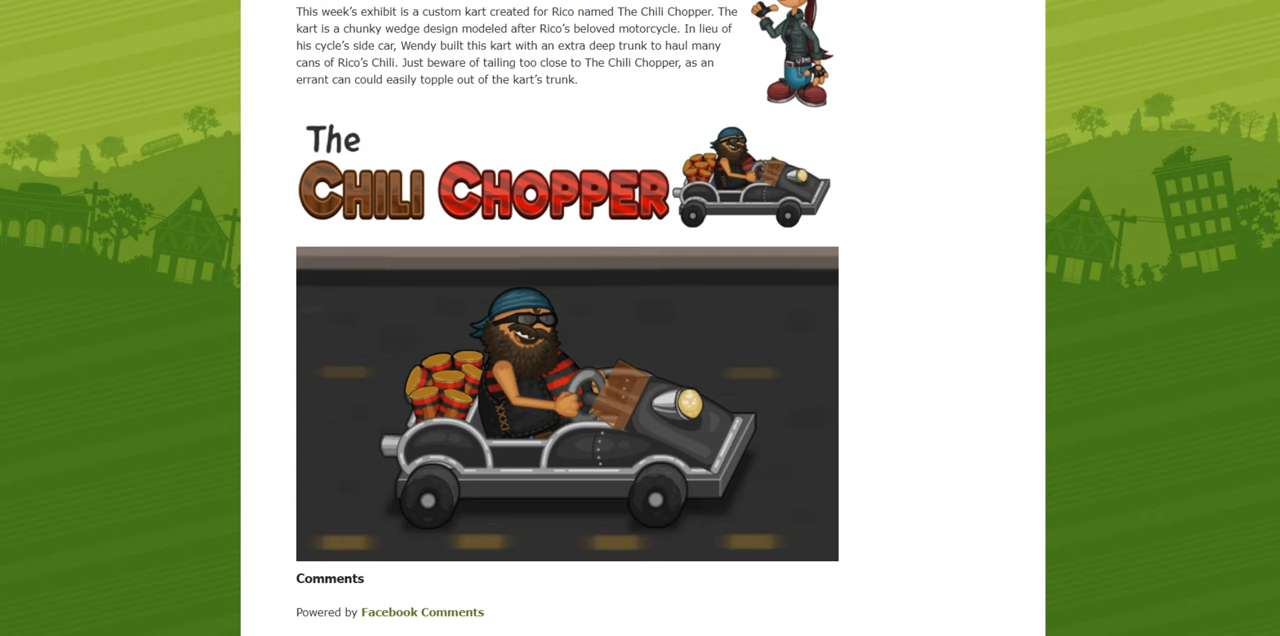 This week’s exhibit is a custom kart created for Rico named The Chili Chopper. The
kart is a chunky wedge design modeled after Rico’s beloved motorcycle. In lieu of
his cycle’s side car, Wendy built this kart with an extra deep trunk to haul many
cans of Rico’s Chili. Just beware of tailing too close to The Chili Chopper, as an
errant can could easily topple out of the kart’s trunk.
The
CHILI CHOPPER
Comments
Powered by Facebook Comments